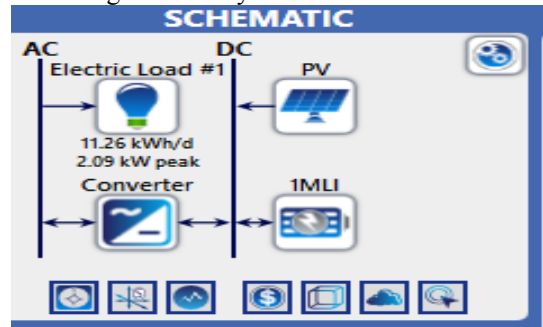 SCHEMATIC
AC DC
Electric Load #1 PV
11.26 kWh/d
2.09 kW peak
Converter 1MLI